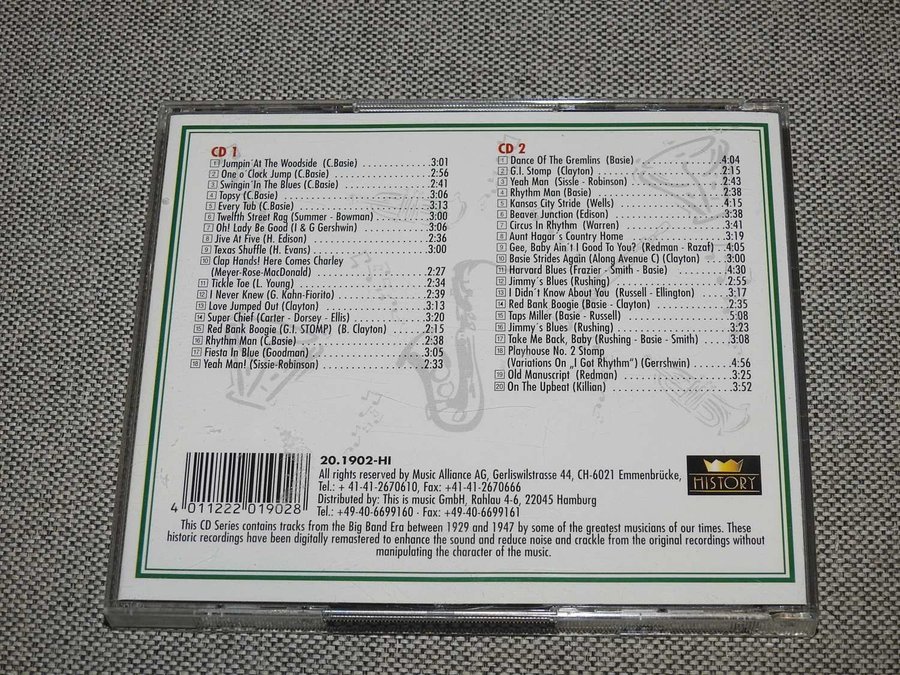 CD 1
1 Jumpin´At The Woodside (C.Basie) 3:01
2 One o´Clock Jump (C.Basie) 2:56
3 Swingin´In The Blues (C.Basie) 2:41
4 Topsy (C.Basie) 3:06
5 Every Tub (C.Basie) 3:13
6 Twelfth Street Rag (Summer - Bowman) 3:00
7 Oh! Lady Be Good (I & G Gershwin) 3:06
8 Jive At Five (H. Edison) 2:36
9 Texas Shuffle (H. Evans) 3:00
10 Clap Hands! Here Comes Charley
(Meyer-Rose-MacDonald) 2:27
11 Tickle Toe (L. Young) 2:34
12 I Never Knew (G. Kahn-Fiorito) 2:39
13 Love Jumped Out (Clayton) 3:13
14 Super Chief (Carter - Dorsey - Ellis) 3:20
15 Red Bank Boogie (G.I. STOMP) (B. Clayton) 2:15
16 Rhythm Man (C.Basie) 2:38
17 Fiesta In Blue (Goodman) 3:05
18 Yeah Man! (Sissie-Robinson) 2:33
CD 2
1 Dance Of The Gremlins (Basie) 4:04
2 G.I. Stomp (Clayton) 2:15
3 Yeah Man (Sissle - Robinson) 2:43
4 Rhythm Man (Basie) 2:38
5 Kansas City Stride (Wells) 4:15
6 Beaver Junction (Edison) 3:38
7 Circus In Rhythm (Warren) 3:41
8 Aunt Hagar´s Country Home 3:19
9 Gee, Baby Ain´t I Good To You? (Redman - Razaf) 4:05
10 Basie Strides Again (Along Avenue C) (Clayton) 3:00
11 Harvard Blues (Frazier - Smith - Basie) 4:30
12 Jimmy´s Blues (Rushing) 2:55
13 I Didn´t Know About You (Russell - Ellington) 3:17
14 Red Bank Boogie (Basie - Clayton) 2:35
15 Taps Miller (Basie - Russell) 5:08
16 Jimmy´s Blues (Rushing) 3:23
17 Take Me Back, Baby (Rushing - Basie - Smith) 3:08
18 Playhouse No. 2 Stomp
(Variations On „I Got Rhythm“) (Gerrshwin) 4:56
19 Old Manuscript (Redman) 3:25
20 On The Upbeat (Killian) 3:52
4 011222 019028
20.1902-HI
All rights reserved by Music Alliance AG, Gerliswilstrasse 44, CH-6021 Emmenbrücke,
Tel.: + 41-41-2670610, Fax: +41-41-2670666
Distributed by: This is music GmbH, Rahlau 4-6, 22045 Hamburg
Tel.: +49-40-6699160 - Fax: +49-40-6699161
HISTORY
This CD Series contains tracks from the Big Band Era between 1929 and 1947 by some of the greatest musicians of our times. These
historic recordings have been digitally remastered to enhance the sound and reduce noise and crackle from the original recordings without
manipulating the character of the music.